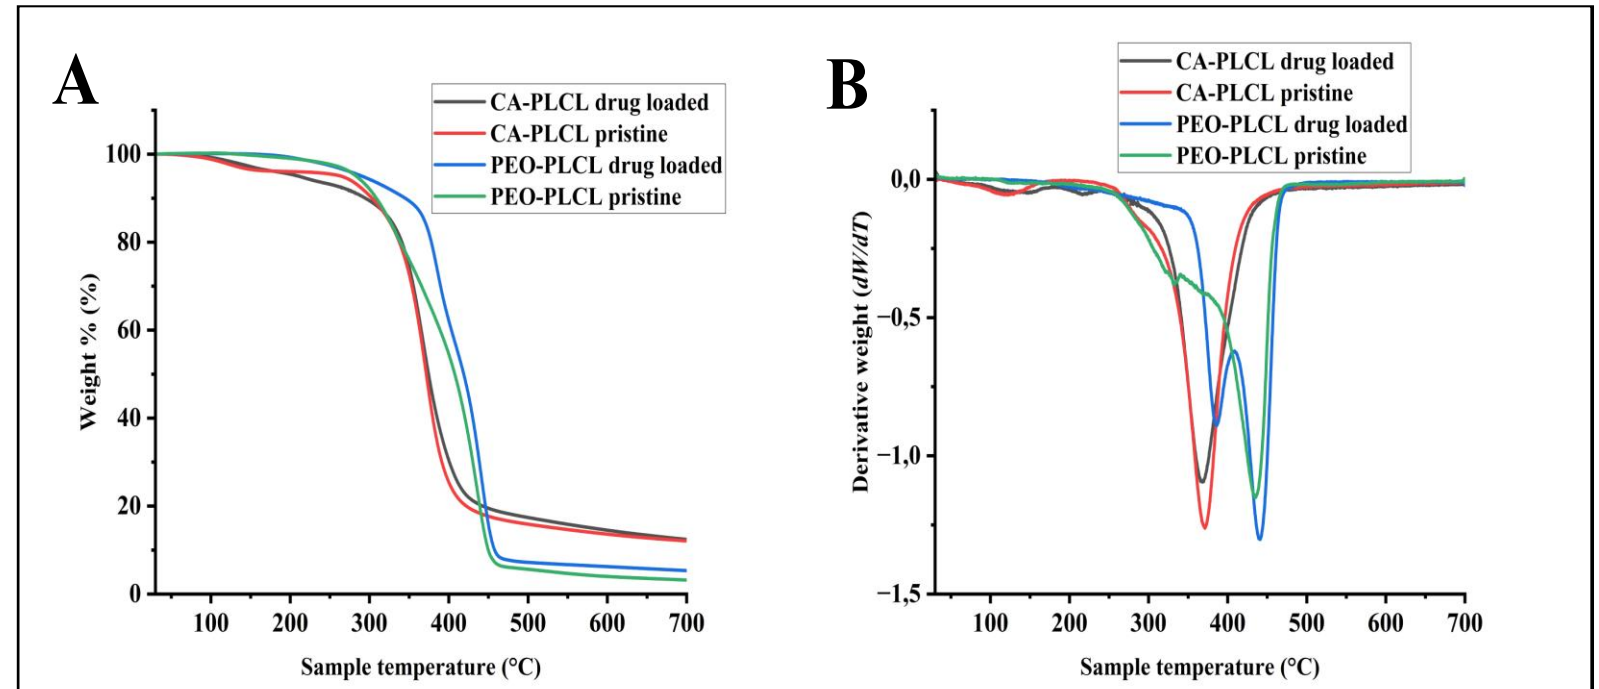 A
CA-PLCL drug loaded
CA-PLCL pristine
PEO-PLCL drug loaded
PEO-PLCL pristine
100
80
60
40
20
0
Weight % (%)
100 200 300 400 500 600 700
Sample temperature (°C)
B
CA-PLCL drug loaded
CA-PLCL pristine
PEO-PLCL drug loaded
PEO-PLCL pristine
0,0
−0,5
−1,0
−1,5
Derivative weight (dW/dT)
100 200 300 400 500 600 700
Sample temperature (°C)